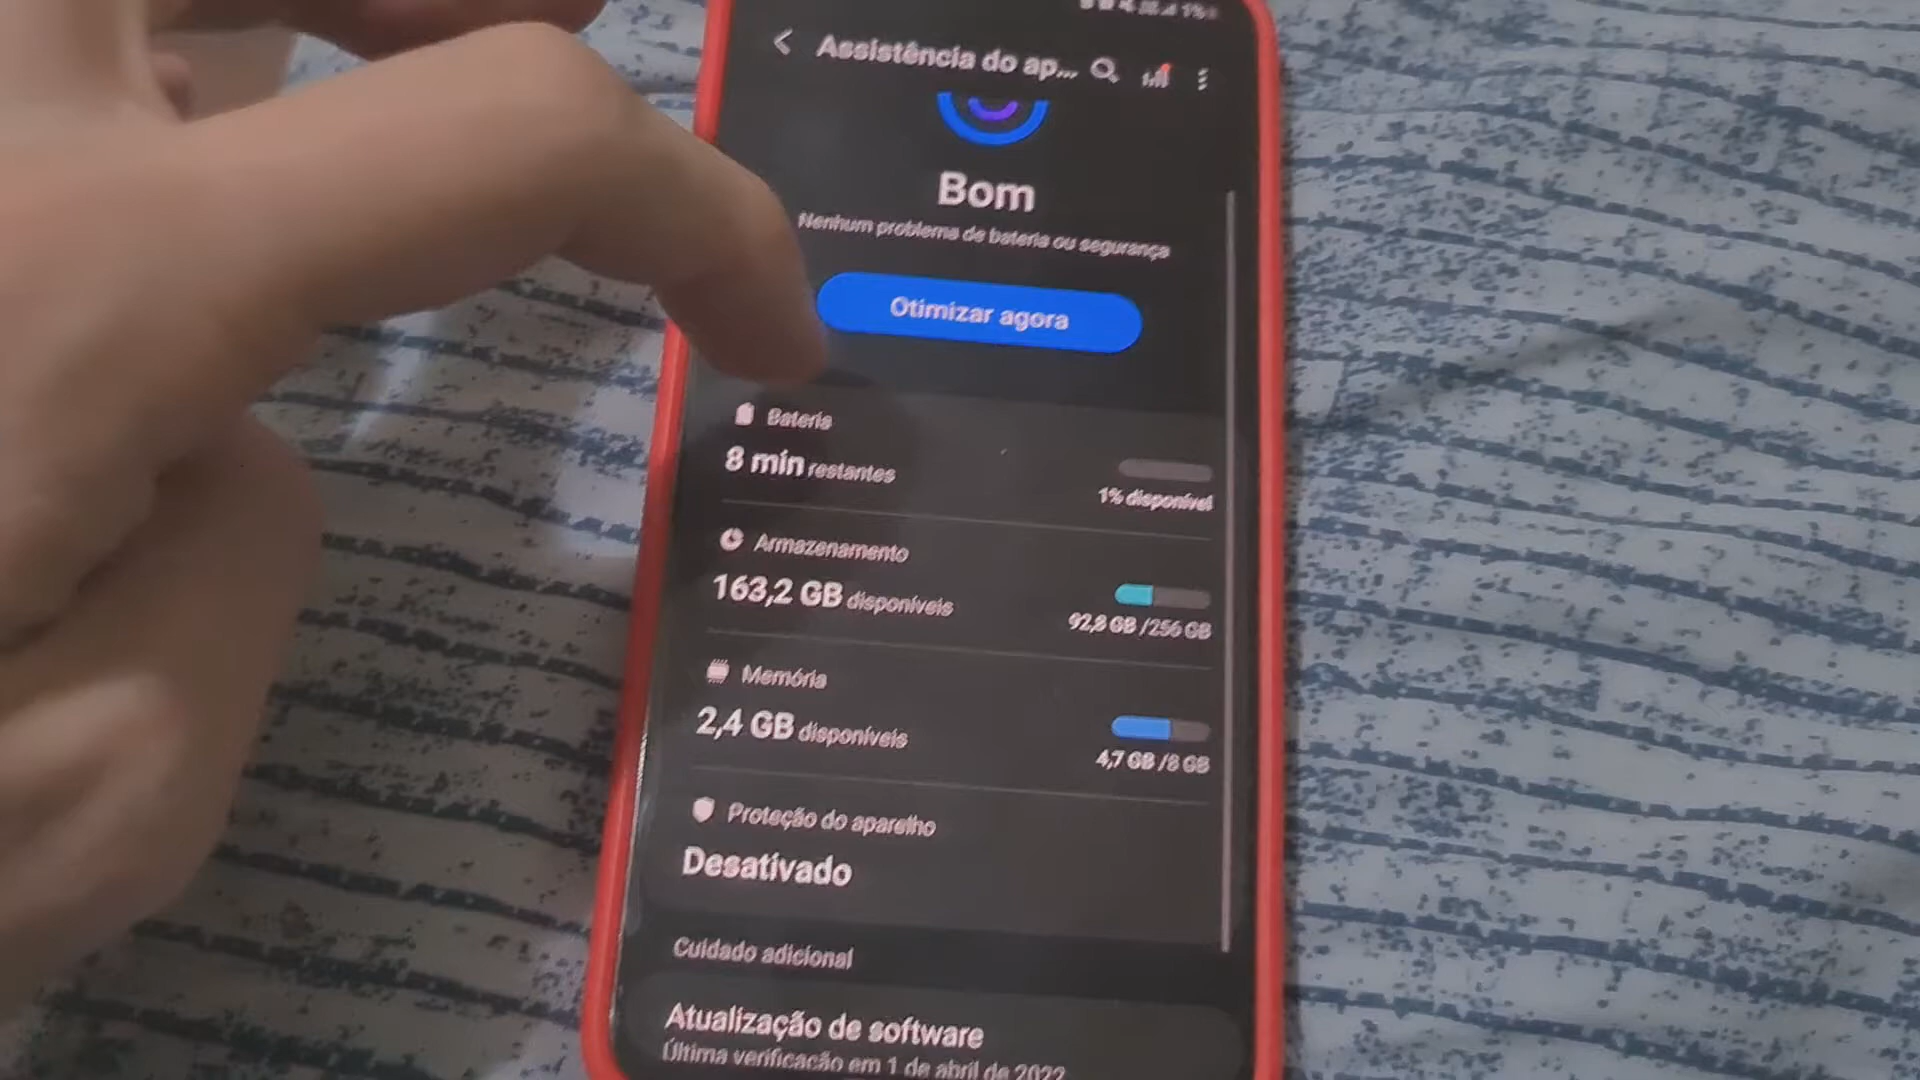 1%
Assistência do ap...
Bom
Nenhum problema de bateria ou segurança
Otimizar agora
Bateria
8 min restantes
1% disponível
Armazenamento
163,2 GB disponíveis
92,8 GB /256 GB
Memória
2,4 GB disponíveis
4,7 GB /8 GB
Proteção do aparelho
Desativado
Cuidado adicional
Atualização de software
Última verificação em 1 de abril de 2022